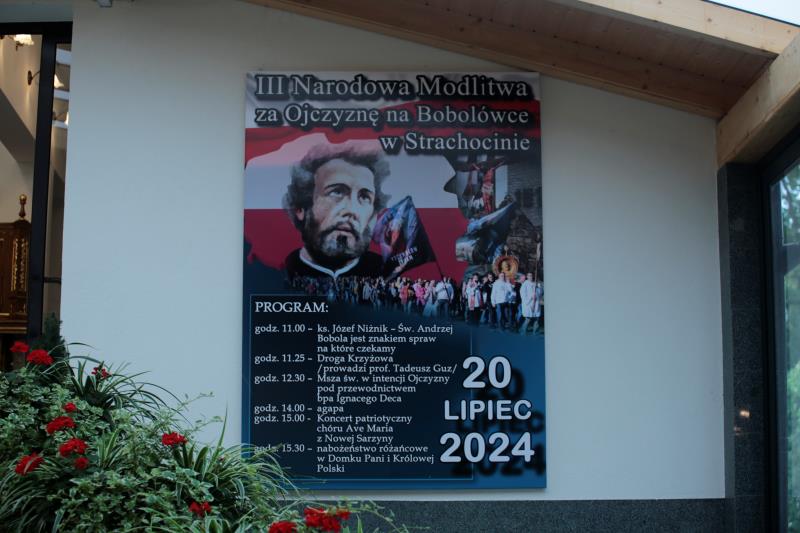 III Narodowa Modlitwa
za Ojczyznę na Bobolówce
w Strachocinie
PROGRAM:
godz. 11.00 – ks. Józef Niżnik – Św. Andrzej
Bobola jest znakiem spraw
na które czekamy
godz. 11.25 – Droga Krzyżowa
/prowadzi prof. Tadeusz Guz/
godz. 12.30 – Msza św. w intencji Ojczyzny
pod przewodnictwem
bpa Ignacego Deca
godz. 14.00 – agapa
godz. 15.00 – Koncert patriotyczny
chóru Ave Maria
z Nowej Sarzyny
godz. 15.30 – nabożeństwo różańcowe
w Domku Pani i Królowej
Polski
20
LIPIEC
2024